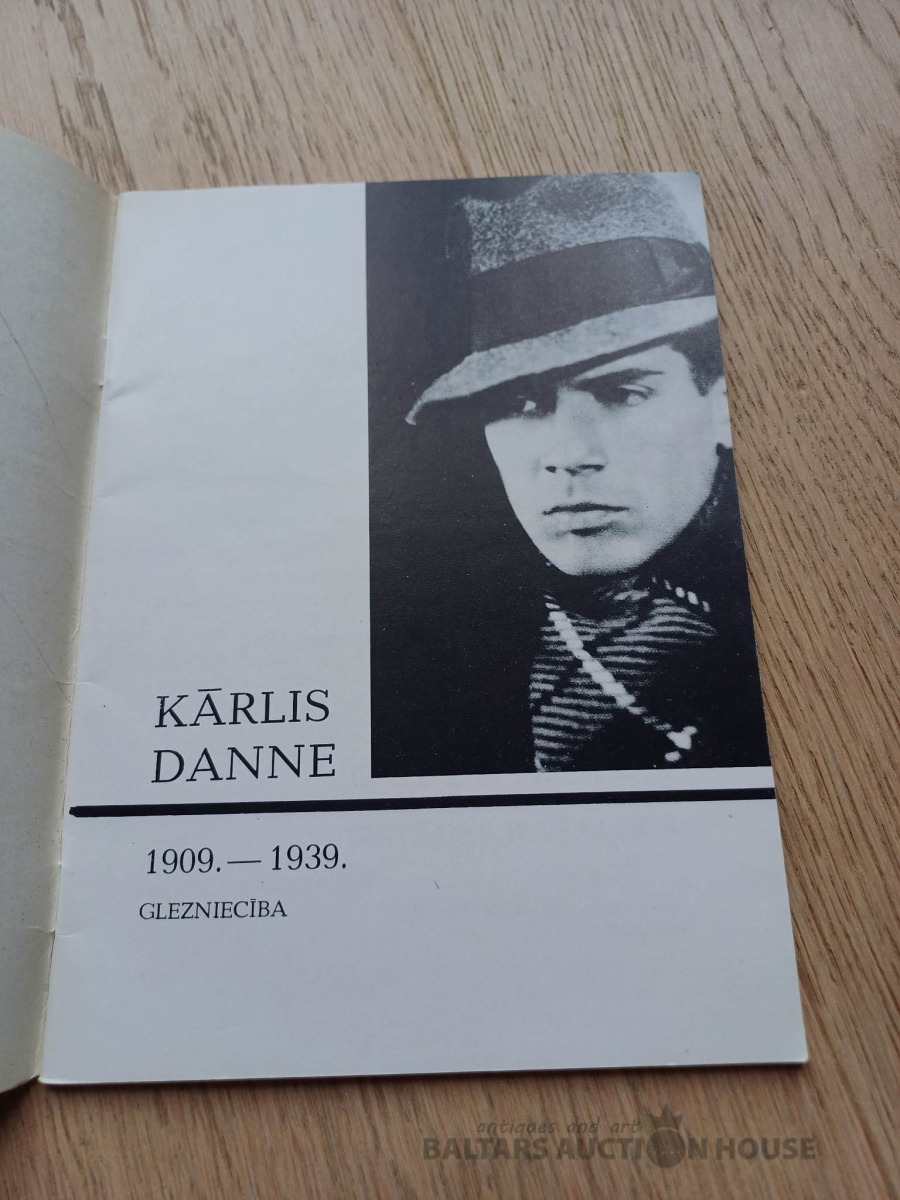 KĀRLIS
DANNE
1909. — 1939.
GLEZNIECĪBA
antiques and art
BALTARS AUCTION HOUSE